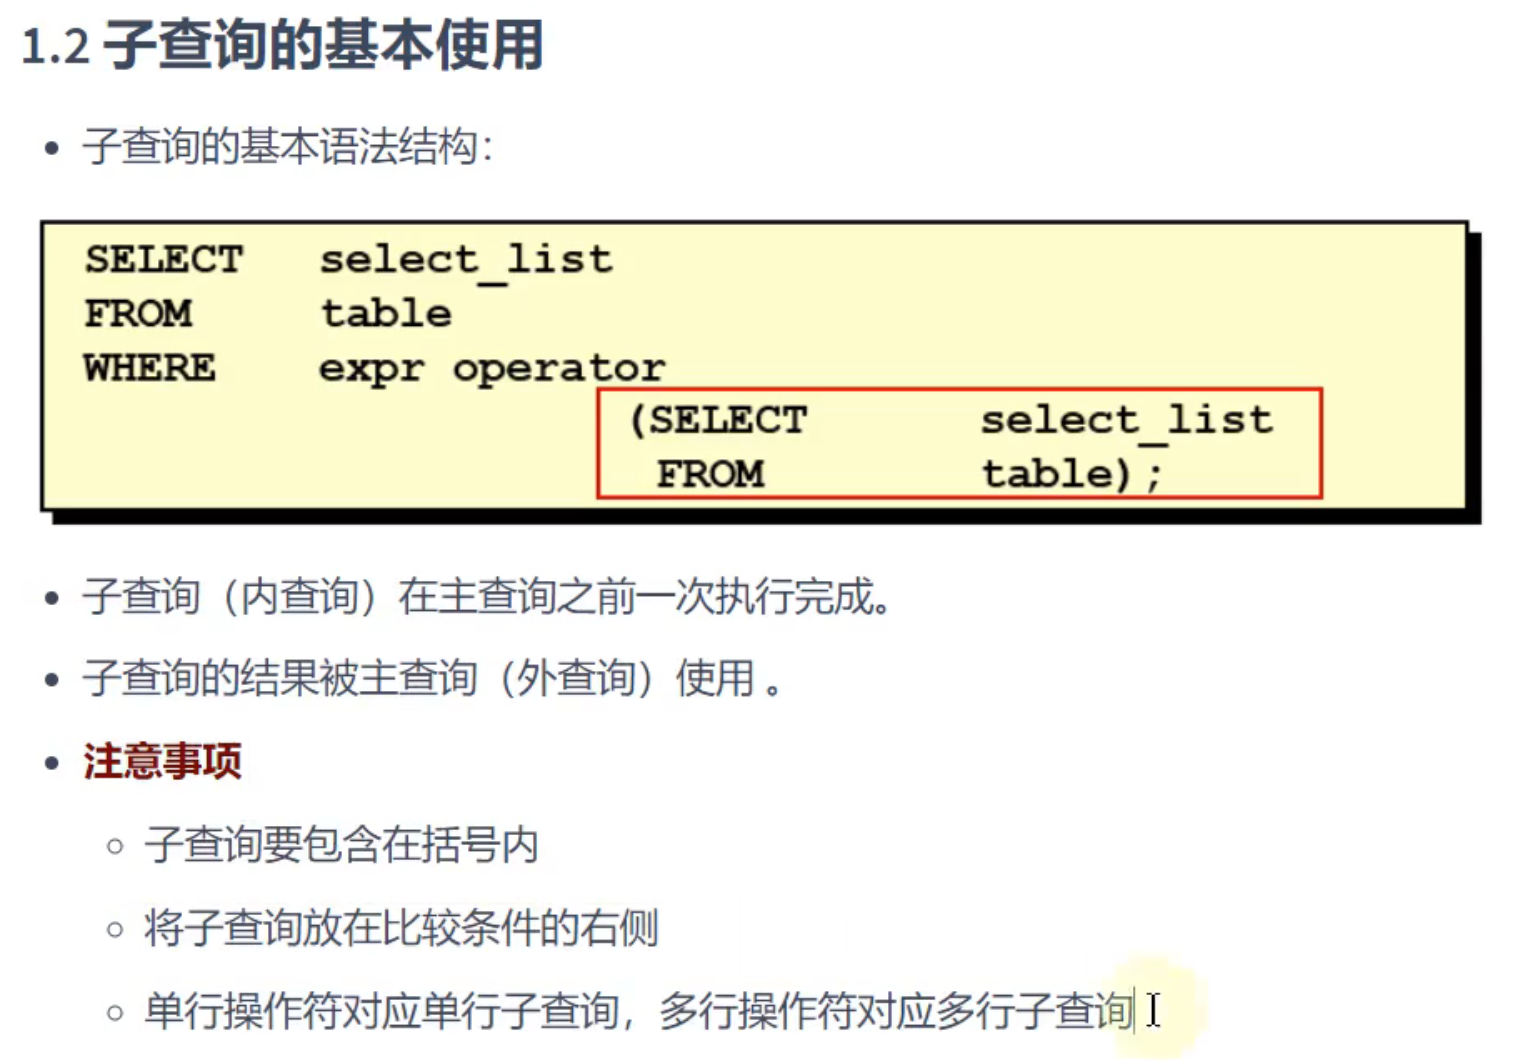 1.2 子查询的基本使用
子查询的基本语法结构：
SELECT select_list
FROM table
WHERE expr operator
(SELECT select_list
FROM table);
子查询（内查询）在主查询之前一次执行完成。
子查询的结果被主查询（外查询）使用 。
注意事项
子查询要包含在括号内
将子查询放在比较条件的右侧
单行操作符对应单行子查询，多行操作符对应多行子查询